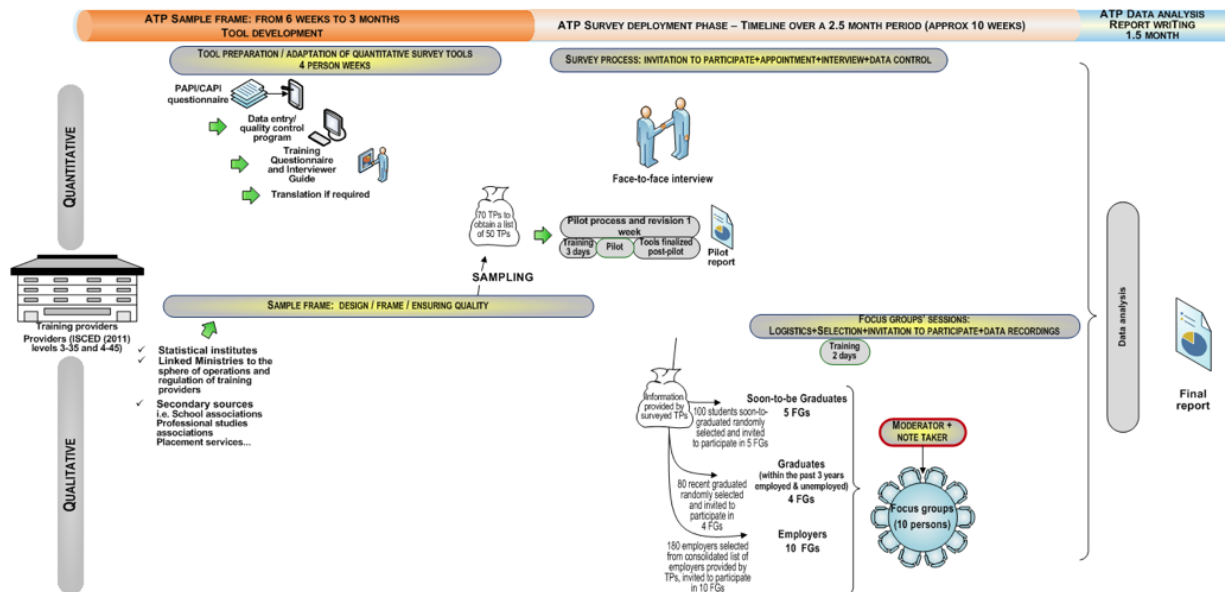 ATP SAMPLE FRAME: FROM 6 WEEKS TO 3 MONTHS
TOOL DEVELOPMENT
ATP SURVEY DEPLOYMENT PHASE – TIMELINE OVER A 2.5 MONTH PERIOD (APPROX 10 WEEKS)
ATP DATA ANALYSIS
REPORT WRITING
1.5 MONTH
TOOL PREPARATION / ADAPTATION OF QUANTITATIVE SURVEY TOOLS
4 PERSON WEEKS
SURVEY PROCESS: INVITATION TO PARTICIPATE+APPOINTMENT+INTERVIEW+DATA CONTROL
QUANTITATIVE
PAPI/CAPI
questionnaire
Data entry/
quality control
program
Training
Questionnaire
and Interviewer
Guide
Translation if required
Face-to-face interview
70 TPs to
obtain a list
of 50 TPs
Pilot process and revision 1
week
Training
3 days
Pilot
Tools finalized
post-pilot
Pilot
report
SAMPLING
SAMPLE FRAME: DESIGN / FRAME / ENSURING QUALITY
Training providers
Providers (ISCED (2011)
levels 3-35 and 4-45)
✓ Statistical institutes
✓ Linked Ministries to the
sphere of operations and
regulation of training
providers
✓ Secondary sources
i.e. School associations
Professional studies
associations
Placement services...
QUALITATIVE
FOCUS GROUPS' SESSIONS:
LOGISTICS+SELECTION+INVITATION TO PARTICIPATE+DATA RECORDINGS
Training
2 days
Information
provided by
surveyed TPs
100 students soon-to-
graduated randomly
selected and invited
to participate in 5 FGs
Soon-to-be Graduates
5 FGs
80 recent graduated
randomly selected
and invited to
participate in
4 FGs
Graduates
(within the past 3 years
employed & unemployed)
4 FGs
180 employers selected
from consolidated list of
employers provided by
TPs, invited to participate
in 10 FGs
Employers
10 FGs
MODERATOR +
NOTE TAKER
Focus groups
(10 persons)
Data analysis
Final
report